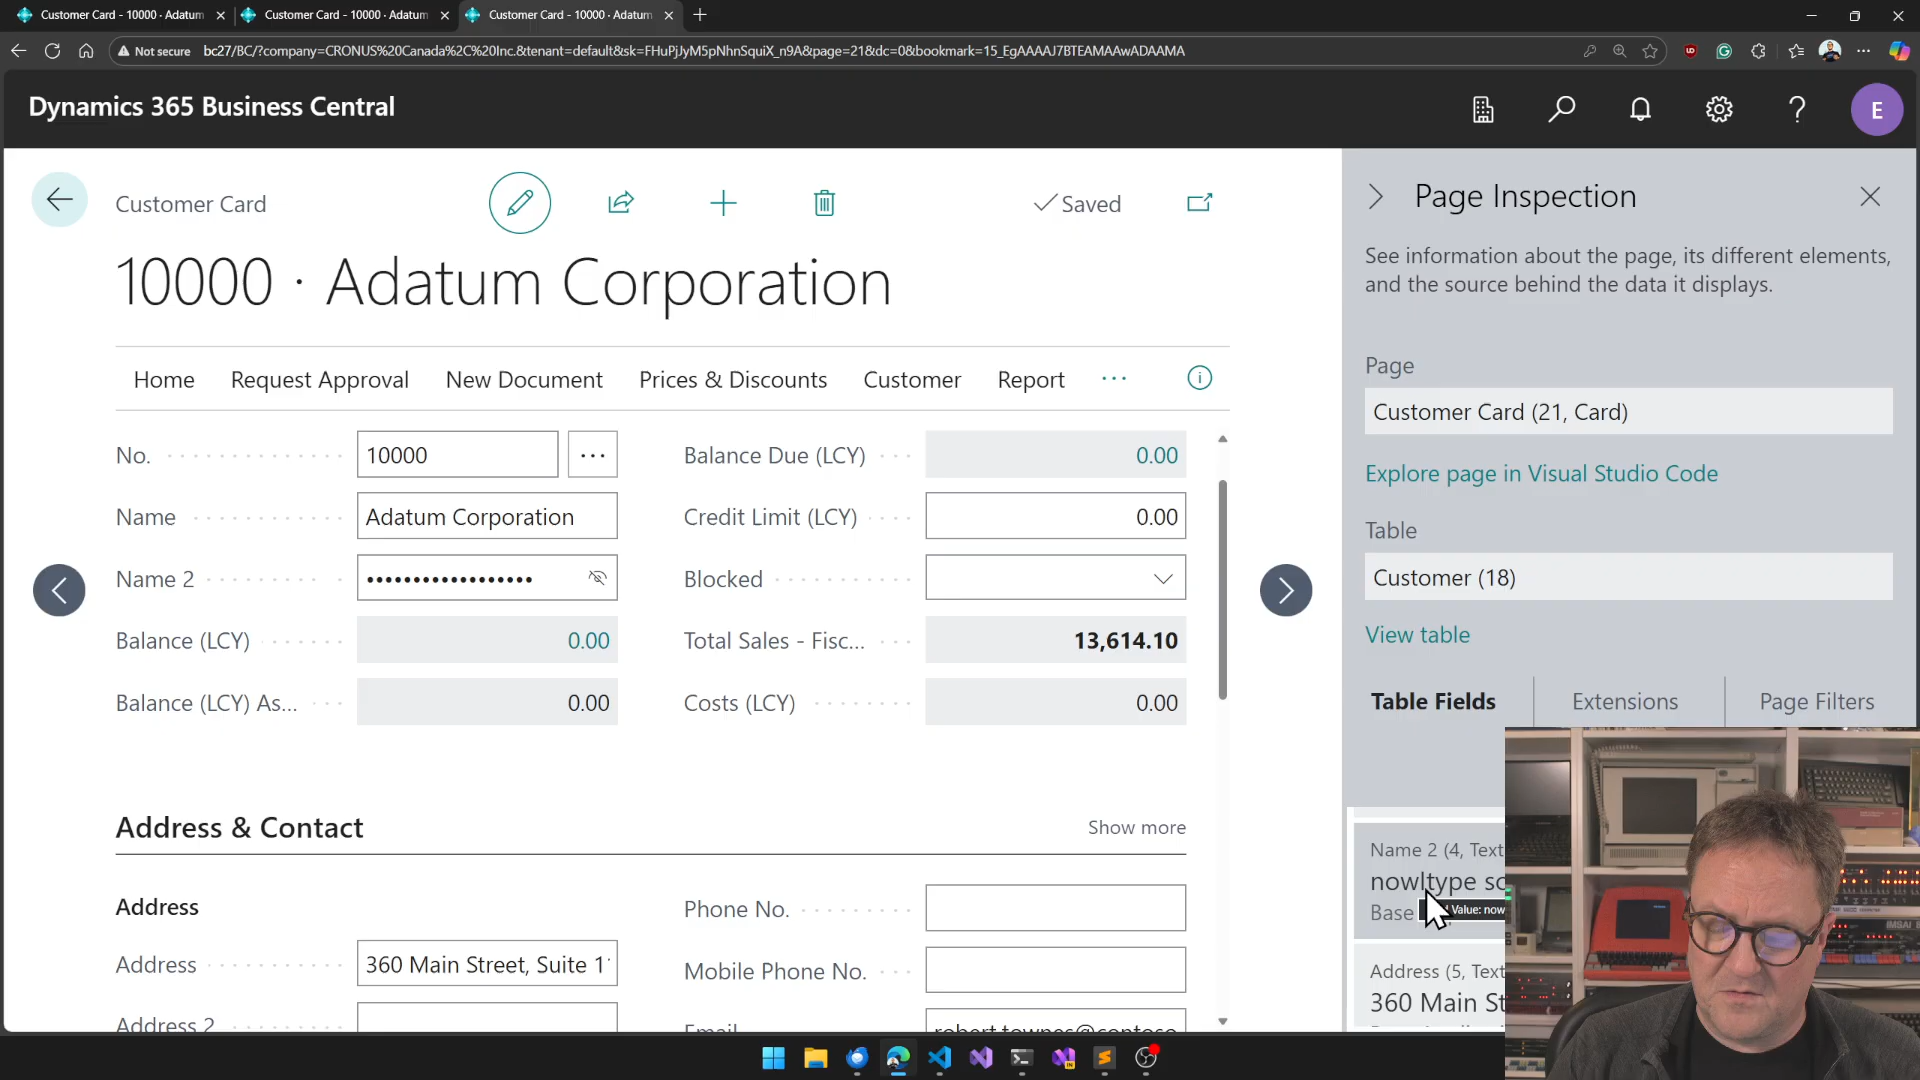 Customer Card - 10000 · Adatum
Customer Card - 10000 · Adatum
Customer Card - 10000 · Adatum
Not secure
bc27/BC/?company=CRONUS%20Canada%2C%20Inc.&tenant=default&sk=FHuPjJyM5pNhnSquiX_n9A&page=21&dc=0&bookmark=15_EgAAAAJ7BTEAMAAwADAAMA
Dynamics 365 Business Central
E
Customer Card
Saved
10000 · Adatum Corporation
Home
Request Approval
New Document
Prices & Discounts
Customer
Report
No.
10000
Name
Adatum Corporation
Name 2
••••••••••••••••••
Balance (LCY)
0.00
Balance (LCY) As...
0.00
Balance Due (LCY)
0.00
Credit Limit (LCY)
0.00
Blocked
Total Sales - Fisc...
13,614.10
Costs (LCY)
0.00
Address & Contact
Show more
Address
Address
360 Main Street, Suite 1
Address 2
Phone No.
Mobile Phone No.
Email
robert.townes@contoso
Page Inspection
See information about the page, its different elements,
and the source behind the data it displays.
Page
Customer Card (21, Card)
Explore page in Visual Studio Code
Table
Customer (18)
View table
Table Fields
Extensions
Page Filters
Name 2 (4, Text
Base
Value: now
Address (5, Text
360 Main St
IMSAI